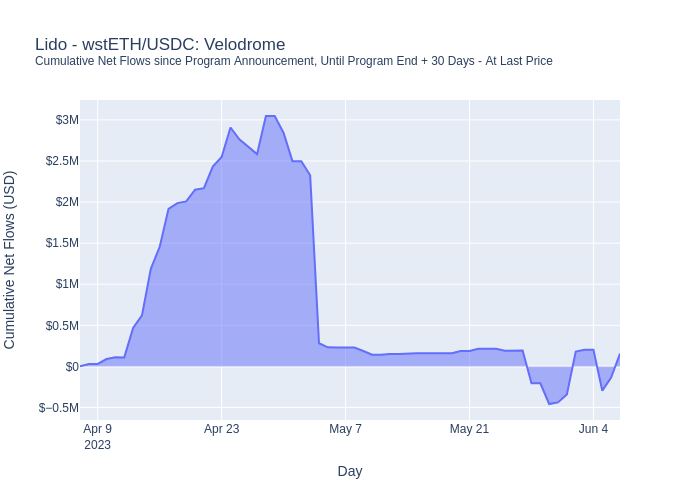 Lido - wstETH/USDC: Velodrome
Cumulative Net Flows since Program Announcement, Until Program End + 30 Days - At Last Price
Cumulative Net Flows (USD)
$3M
$2.5M
$2M
$1.5M
$1M
$0.5M
$0
$−0.5M
Apr 9
2023
Apr 23
May 7
May 21
Jun 4
Day